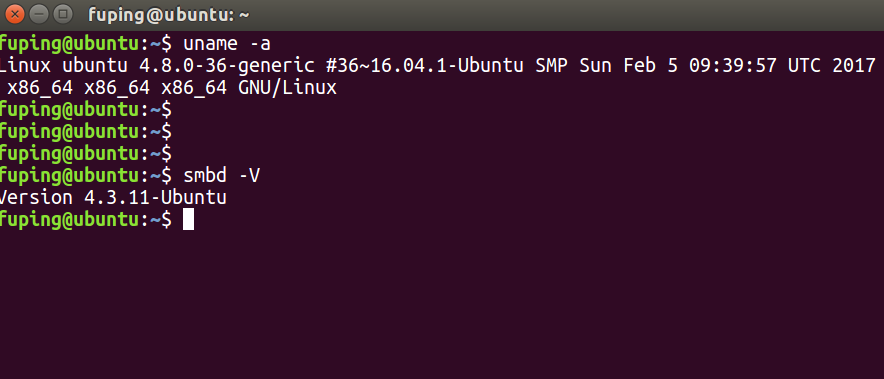 fuping@ubuntu: ~
fuping@ubuntu:~$ uname -a
Linux ubuntu 4.8.0-36-generic #36~16.04.1-Ubuntu SMP Sun Feb 5 09:39:57 UTC 2017
x86_64 x86_64 x86_64 GNU/Linux
fuping@ubuntu:~$
fuping@ubuntu:~$
fuping@ubuntu:~$
fuping@ubuntu:~$ smbd -V
Version 4.3.11-Ubuntu
fuping@ubuntu:~$